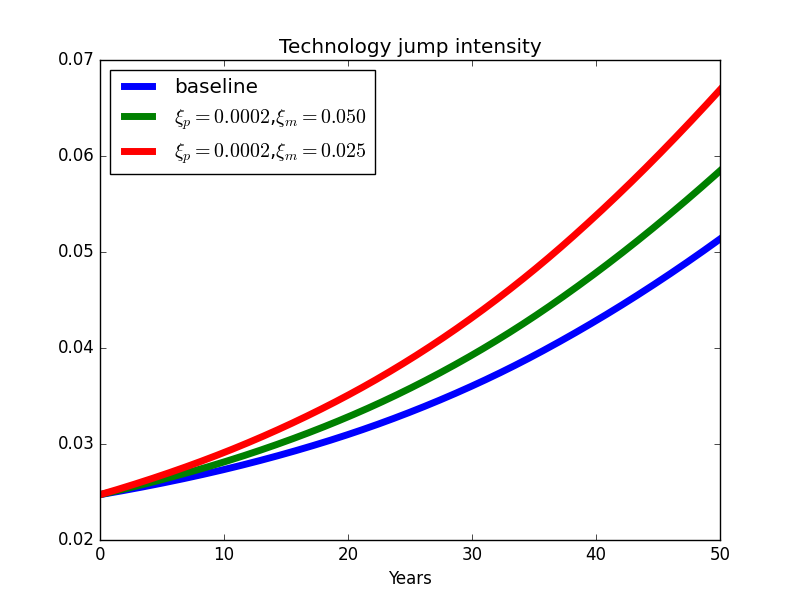 Technology jump intensity
0.07
0.06
0.05
0.04
0.03
0.02
baseline
ξₚ = 0.0002,ξₘ = 0.050
ξₚ = 0.0002,ξₘ = 0.025
0 10 20 30 40 50
Years